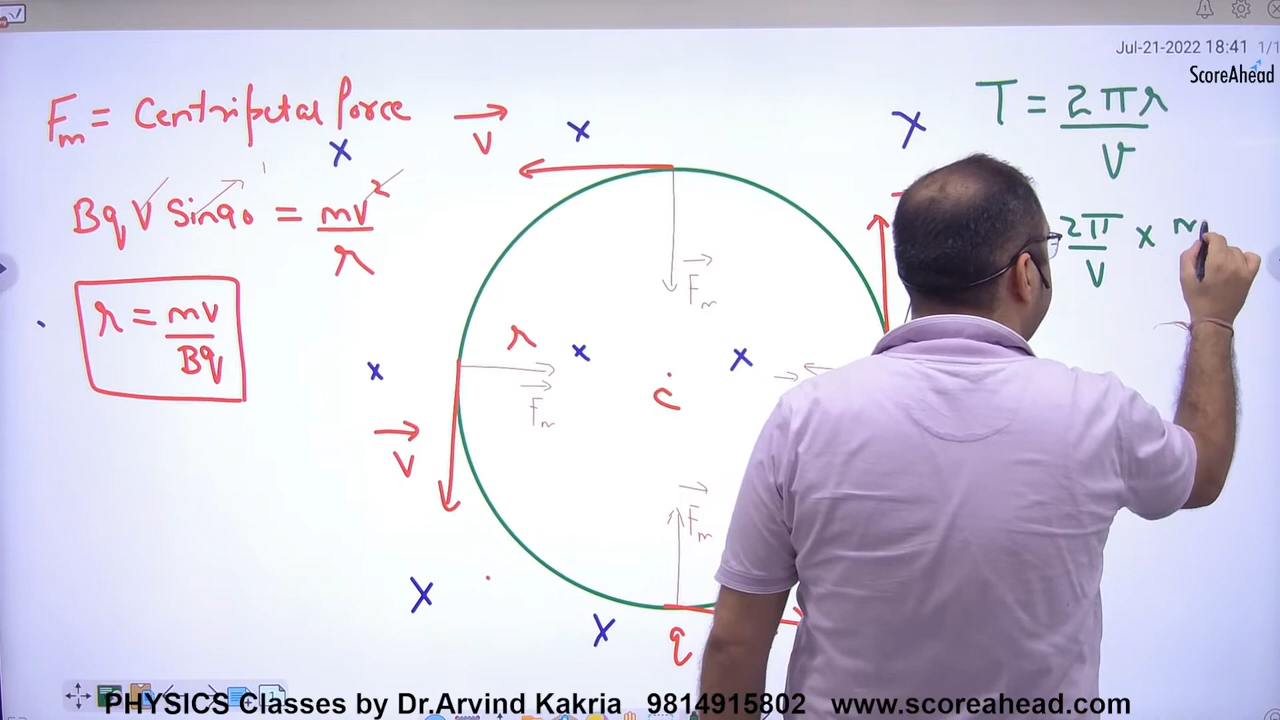 Jul-21-2022 18:41 1/1
ScoreAhead
Fm = Centripetal force
v
T = 2πr
v
Bq v Sin90 = mv²
r
2π × m
v
r = mv
Bq
r
Fm
Fm
c
v
Fm
q
PHYSICS Classes by Dr.Arvind Kakria 9814915802 www.scoreahead.com